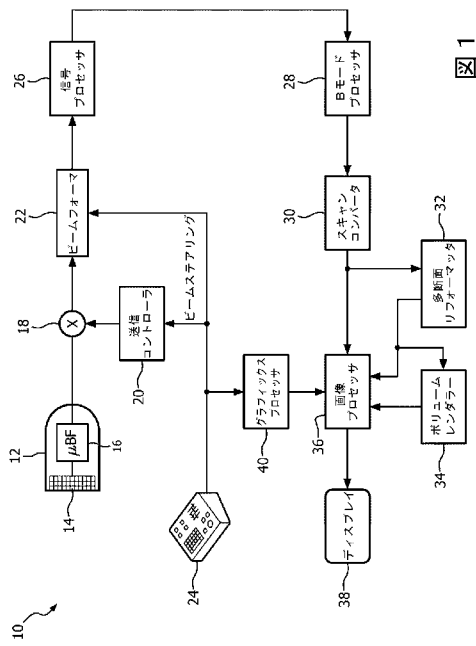 10
12
14
μBF
16
18
X
送信
コントローラ
20
22
ビームフォーマ
ビームステアリング
24
26
信号
プロセッサ
28
Bモード
プロセッサ
30
スキャン
コンバータ
32
多断面
リフォーマッタ
34
ボリューム
レンダラー
36
画像
プロセッサ
38
ディスプレイ
40
グラフィックス
プロセッサ
図 1